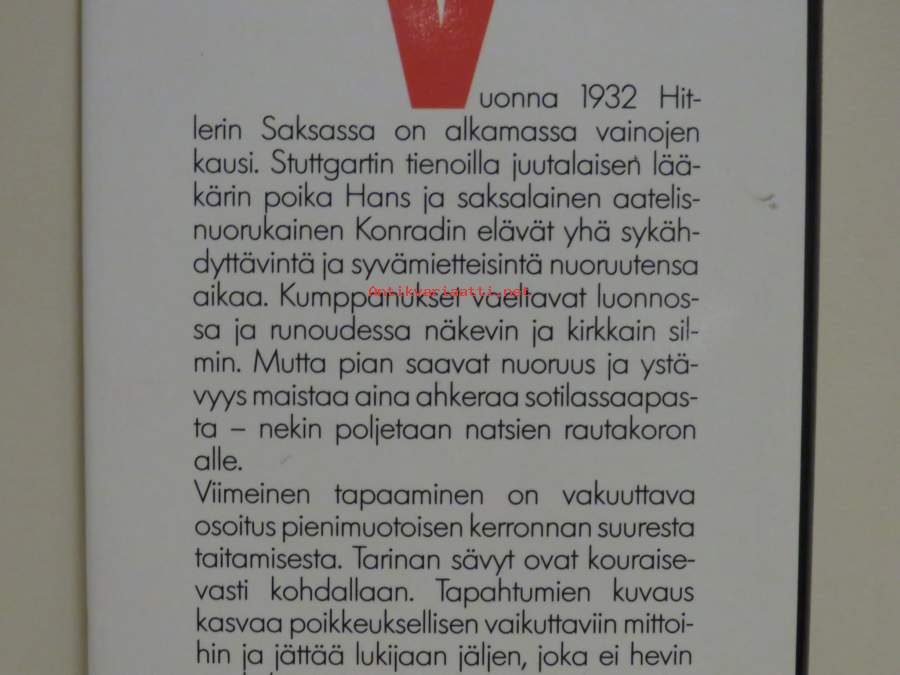 Vuonna 1932 Hit-
lerin Saksassa on alkamassa vainojen
kausi. Stuttgartin tienoilla juutalaisen lää-
kärin poika Hans ja saksalainen aatelis-
nuorukainen Konradin elävät yhä sykäh-
dyttävintä ja syvämietteisintä nuoruutensa
aikaa. Kumppanukset vaeltavat luonnos-
Antikvariaatti.net
sa ja runoudessa näkevin ja kirkkain sil-
min. Mutta pian saavat nuoruus ja ystä-
vyys maistaa aina ahkeraa sotilassaapas-
ta – nekin poljetaan natsien rautakoron
alle.
Viimeinen tapaaminen on vakuuttava
osoitus pienimuotoisen kerronnan suuresta
taitamisesta. Tarinan sävyt ovat kouraise-
vasti kohdallaan. Tapahtumien kuvaus
kasvaa poikkeuksellisen vaikuttaviin mittoi-
hin ja jättää lukijaan jäljen, joka ei hevin